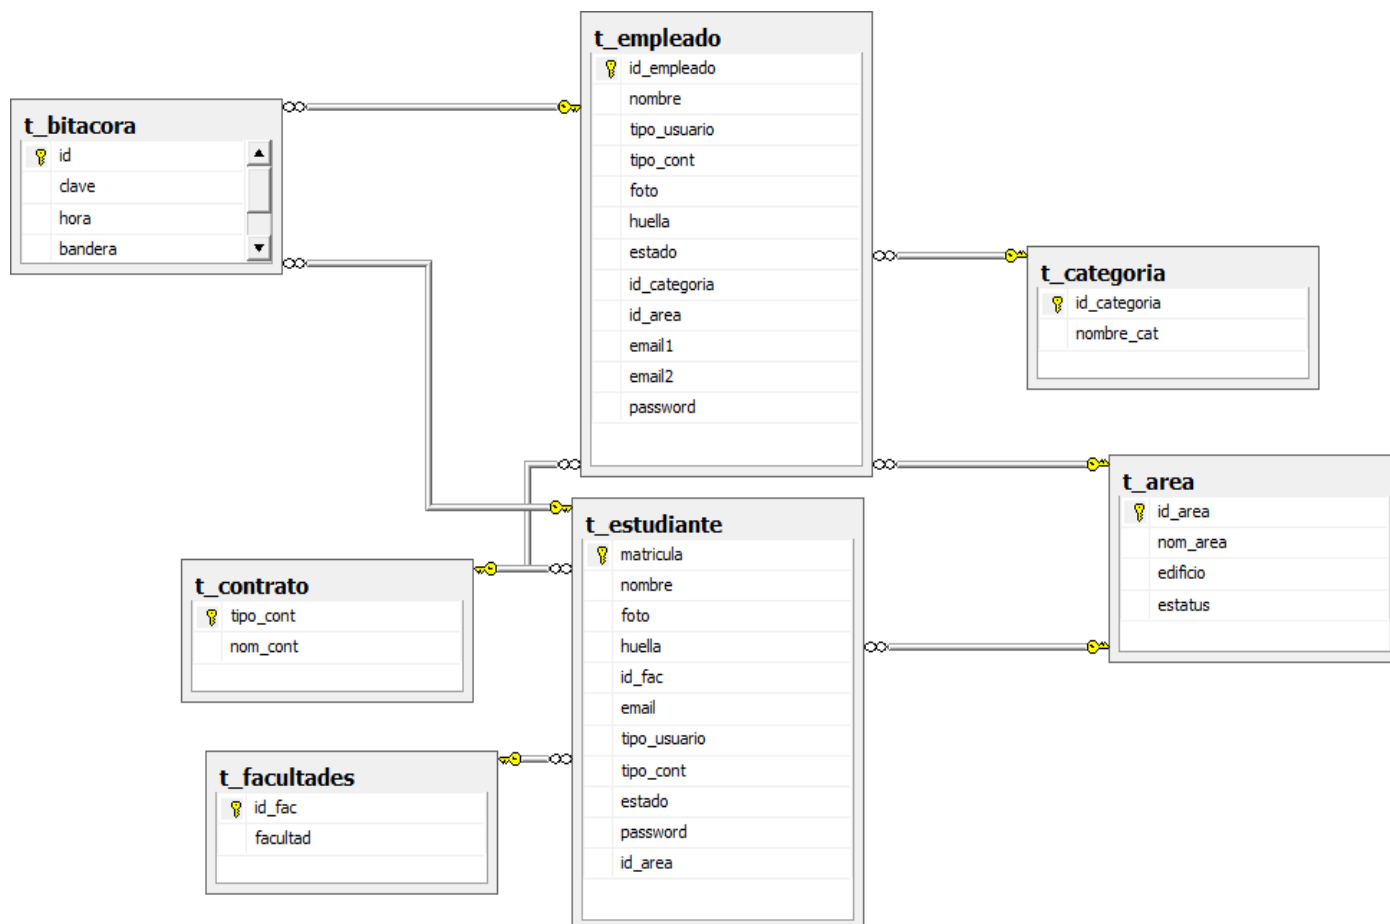 t_empleado
id_empleado
nombre
tipo_usuario
tipo_cont
foto
huella
estado
id_categoria
id_area
email1
email2
password
t_bitacora
id
clave
hora
bandera
t_categoria
id_categoria
nombre_cat
t_area
id_area
nom_area
edificio
estatus
t_estudiante
matricula
nombre
foto
huella
id_fac
email
tipo_usuario
tipo_cont
estado
password
id_area
t_contrato
tipo_cont
nom_cont
t_facultades
id_fac
facultad